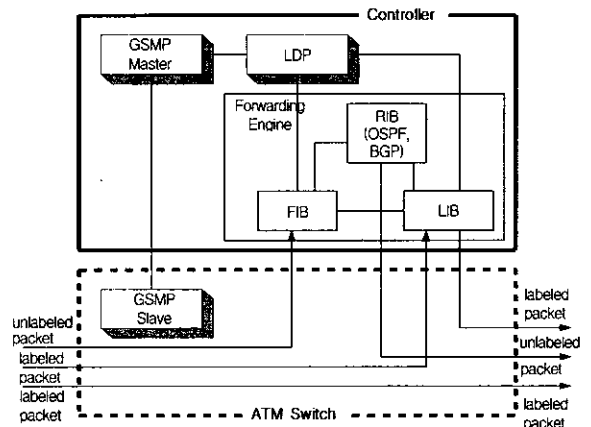 Controller
GSMP
Master
LDP
Forwarding
Engine
RIB
(OSPF,
BGP)
FIB
LIB
GSMP
Slave
unlabeled
packet
labeled
packet
labeled
packet
labeled
packet
unlabeled
packet
labeled
packet
ATM Switch